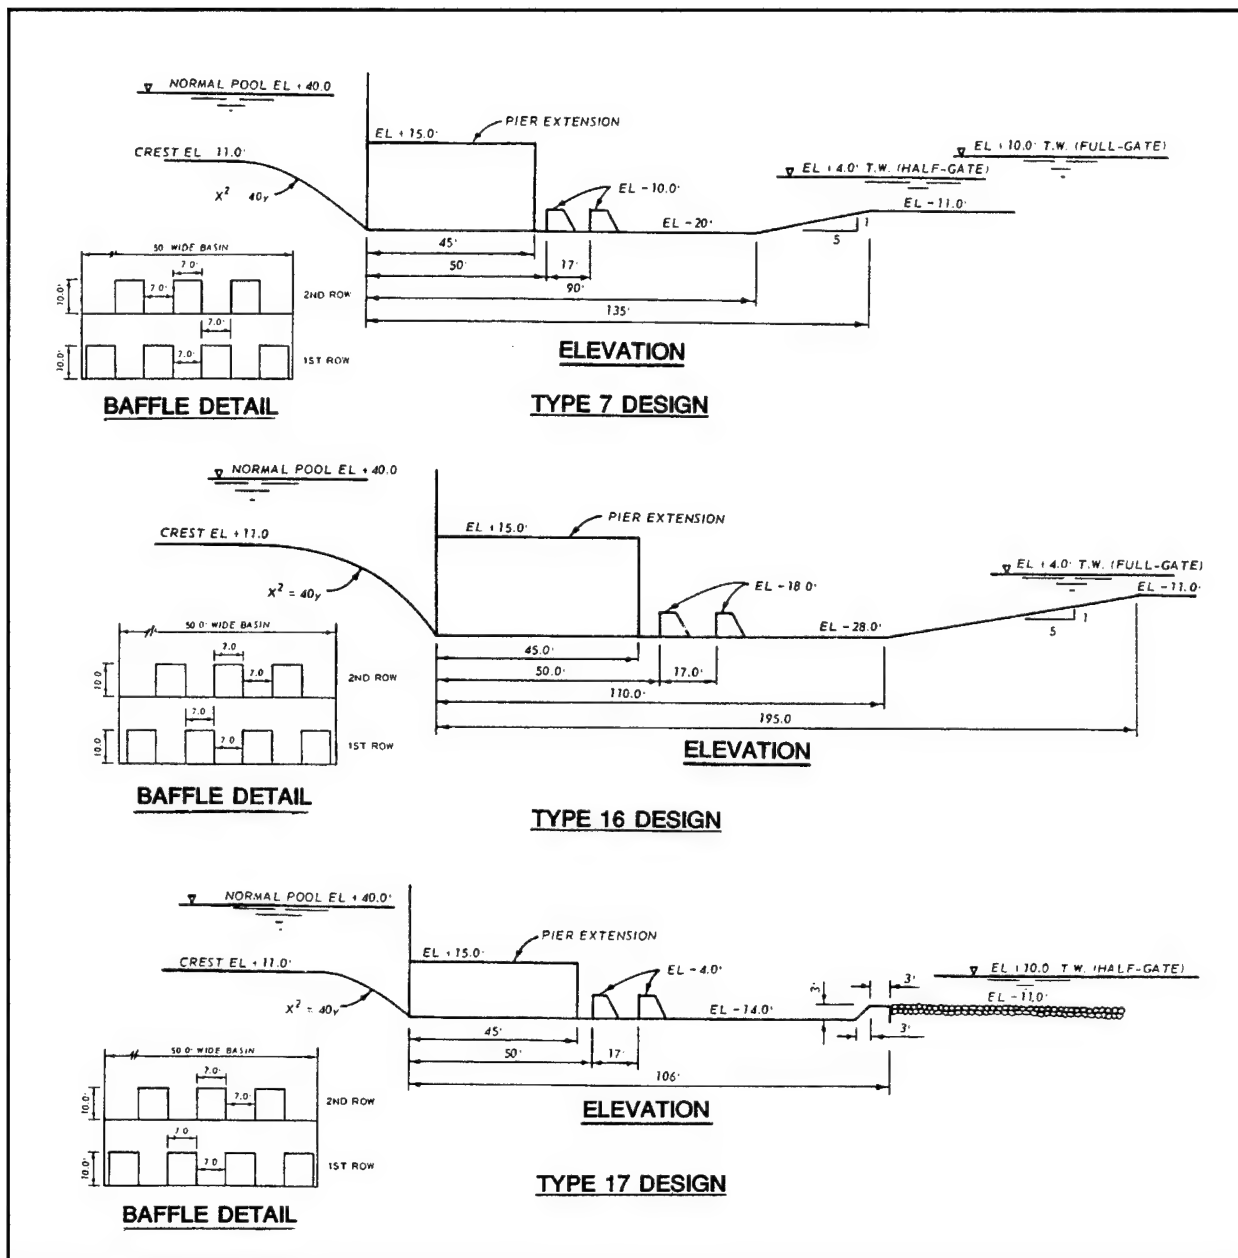 NORMAL POOL EL + 40.0
EL + 15.0'
PIER EXTENSION
EL + 10.0' T.W. (FULL-GATE)
CREST EL 11.0'
EL + 4.0' T.W. (HALF-GATE)
X² 40y
EL - 10.0'
EL - 11.0'
EL - 20'
1
5
45'
50'
17'
90'
135'
50' WIDE BASIN
7.0'
10.0'
7.0'
2ND ROW
7.0'
10.0'
7.0'
1ST ROW
ELEVATION
BAFFLE DETAIL
TYPE 7 DESIGN
NORMAL POOL EL + 40.0
CREST EL + 11.0
EL + 15.0'
PIER EXTENSION
EL + 4.0' T.W. (FULL-GATE)
X² = 40y
EL - 18.0'
EL - 11.0'
EL - 28.0'
1
5
45.0'
50.0'
17.0'
110.0'
195.0
50.0' WIDE BASIN
7.0
10.0
7.0
2ND ROW
7.0
10.0
7.0
1ST ROW
ELEVATION
BAFFLE DETAIL
TYPE 16 DESIGN
NORMAL POOL EL + 40.0'
PIER EXTENSION
EL + 15.0'
CREST EL + 11.0'
EL - 4.0'
EL + 10.0 T.W. (HALF-GATE)
3'
3'
EL - 11.0'
X² = 40y
EL - 14.0'
45'
3'
50'
17'
106'
50.0' WIDE BASIN
7.0'
10.0'
7.0'
2ND ROW
7.0
10.0'
7.0
1ST ROW
ELEVATION
BAFFLE DETAIL
TYPE 17 DESIGN